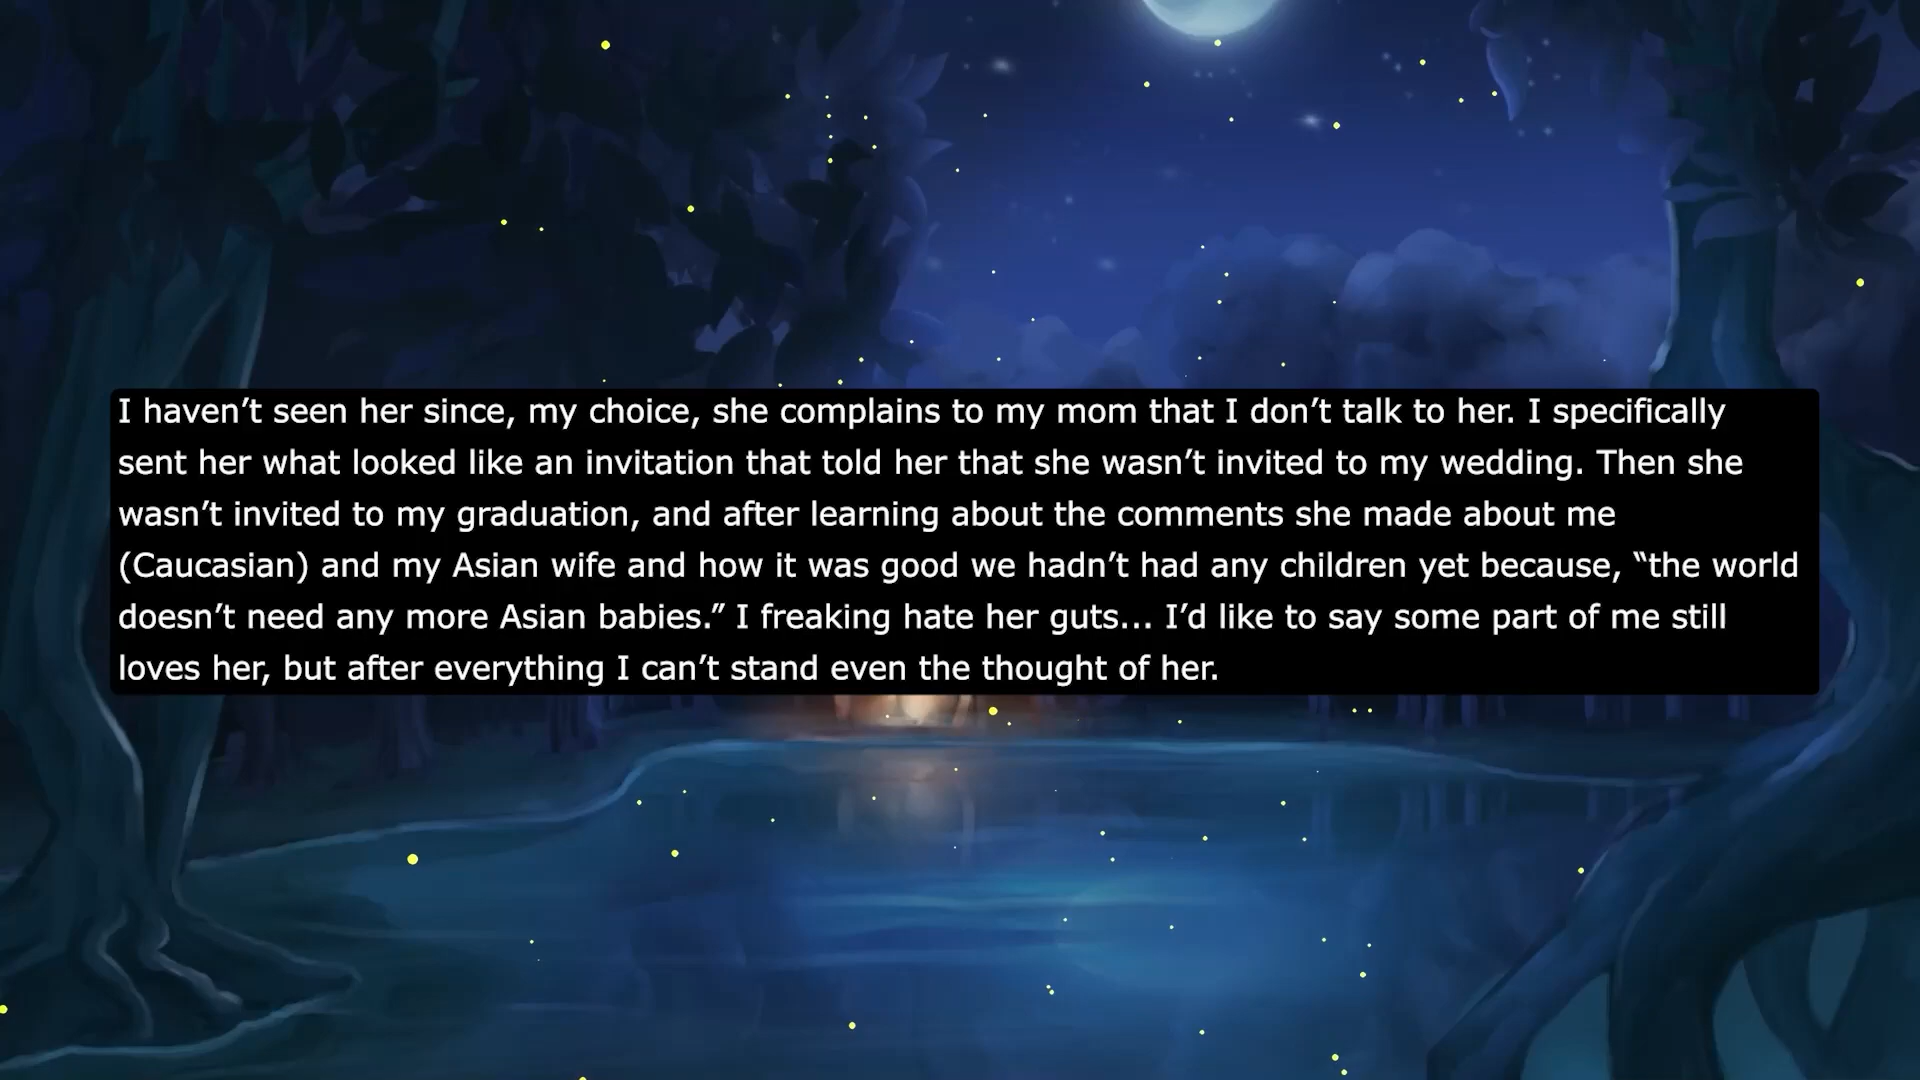 I haven’t seen her since, my choice, she complains to my mom that I don’t talk to her. I specifically
sent her what looked like an invitation that told her that she wasn’t invited to my wedding. Then she
wasn’t invited to my graduation, and after learning about the comments she made about me
(Caucasian) and my Asian wife and how it was good we hadn’t had any children yet because, “the world
doesn’t need any more Asian babies.” I freaking hate her guts... I’d like to say some part of me still
loves her, but after everything I can’t stand even the thought of her.